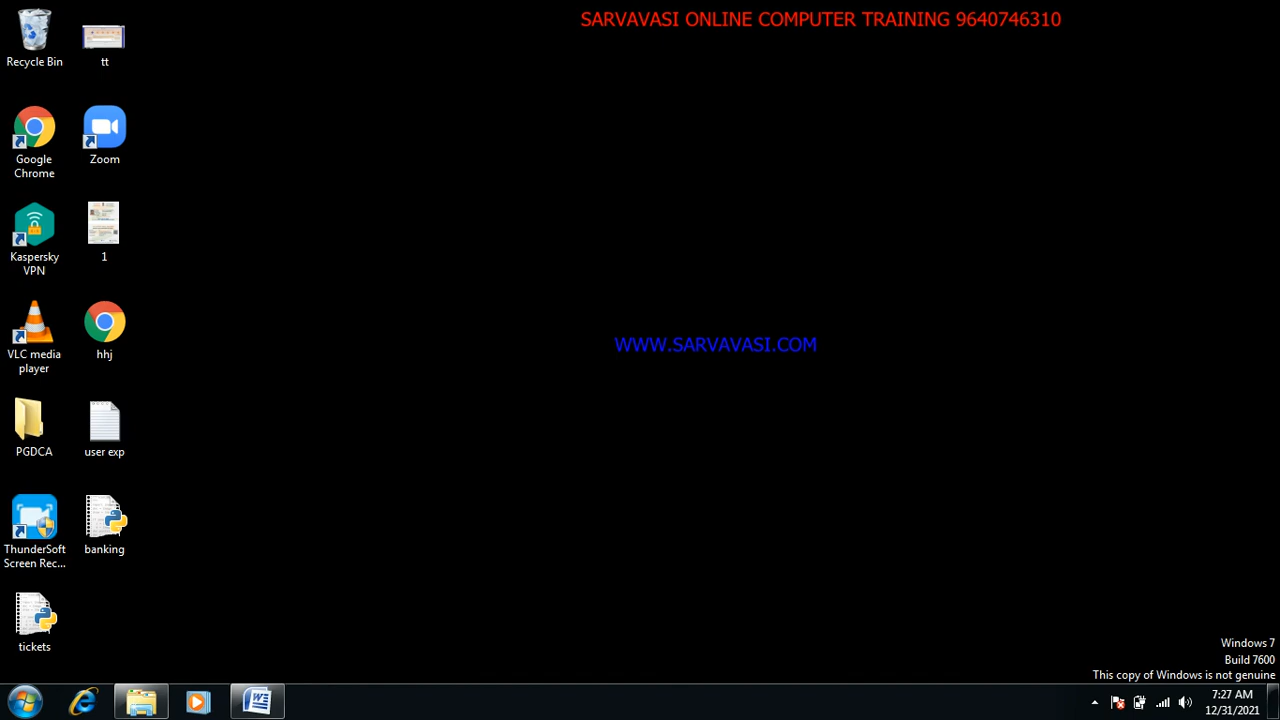 SARVAVASI ONLINE COMPUTER TRAINING 9640746310
Recycle Bin
tt
Google
Chrome
Zoom
Kaspersky
VPN
1
VLC media
player
hhj
WWW.SARVAVASI.COM
PGDCA
user exp
ThunderSoft
Screen Rec...
banking
tickets
Windows 7
Build 7600
This copy of Windows is not genuine
7:27 AM
12/31/2021